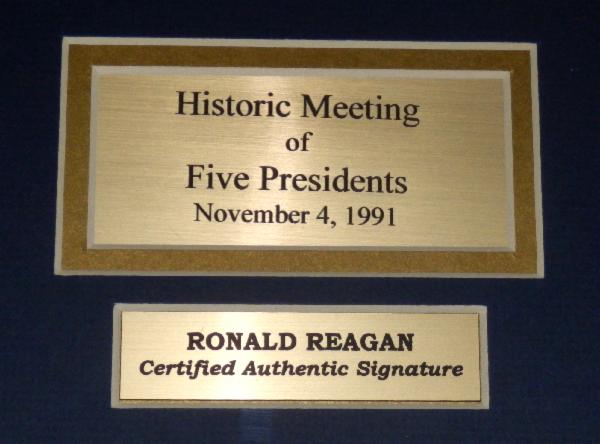 Historic Meeting
of
Five Presidents
November 4, 1991
RONALD REAGAN
Certified Authentic Signature